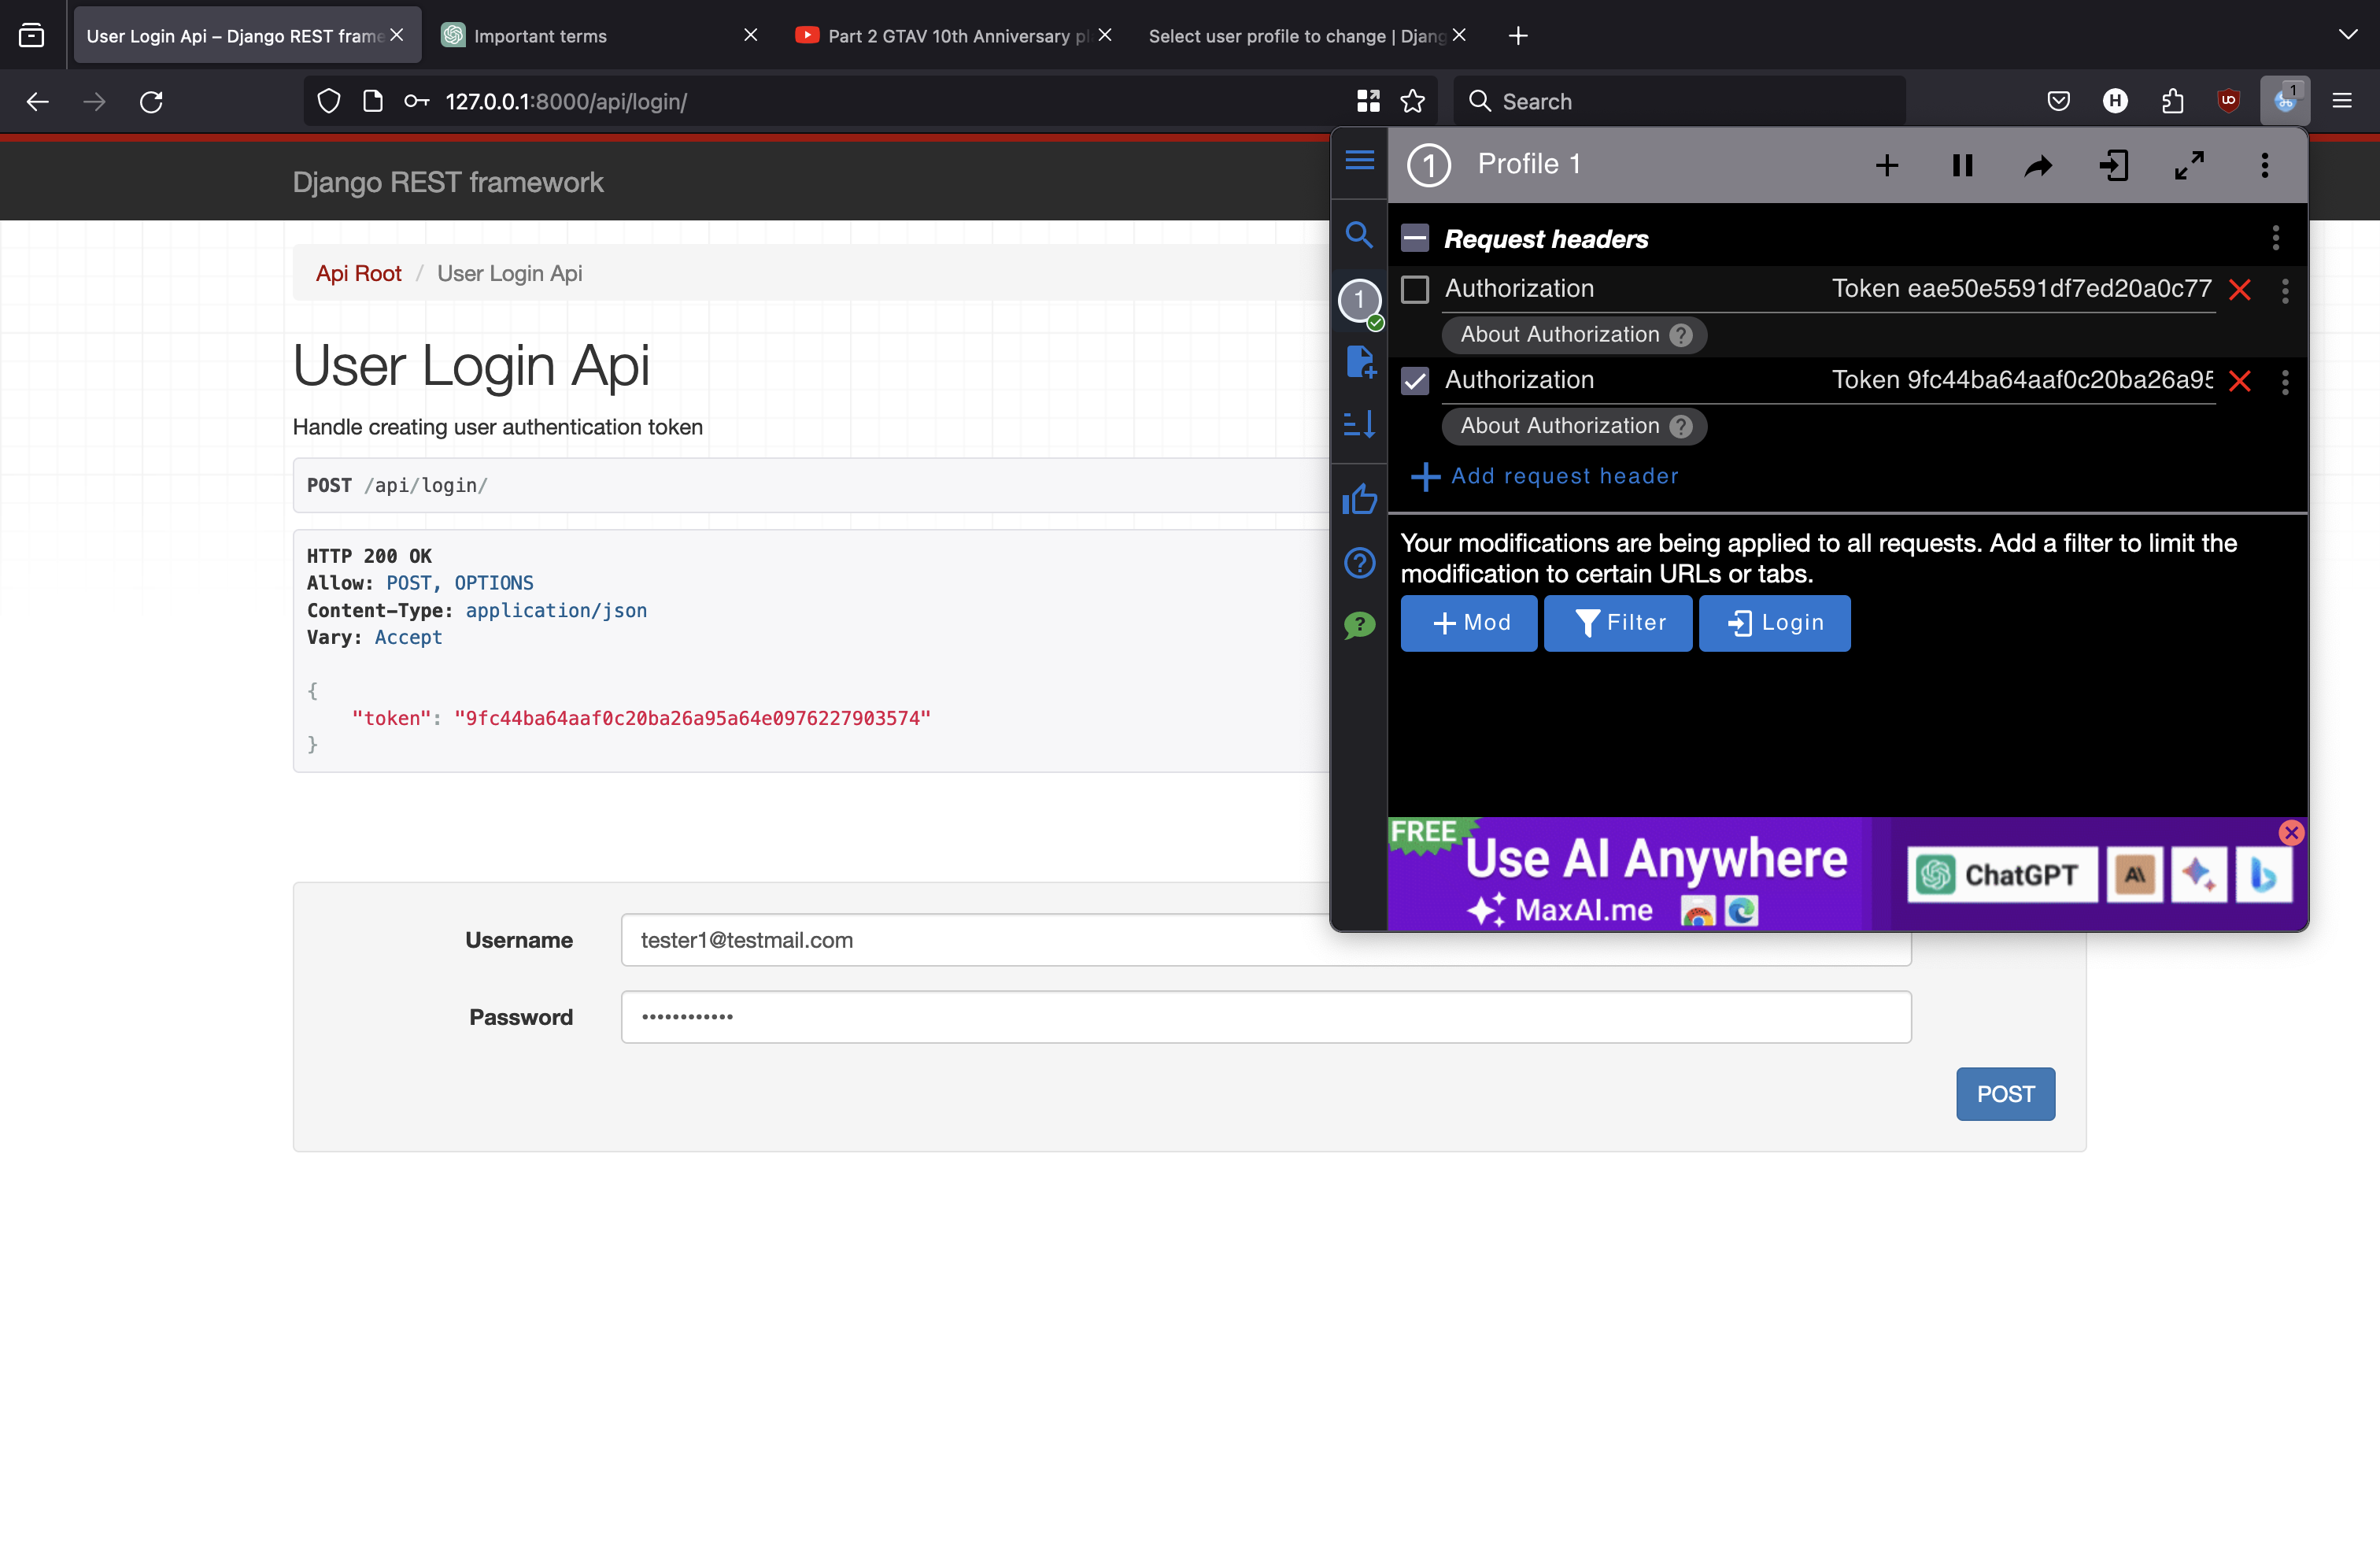 User Login Api – Django REST frame
Important terms
Part 2 GTAV 10th Anniversary pl
Select user profile to change | Djang
127.0.0.1:8000/api/login/
Search
1
Django REST framework
Api Root / User Login Api
User Login Api
Handle creating user authentication token
POST /api/login/
HTTP 200 OK
Allow: POST, OPTIONS
Content-Type: application/json
Vary: Accept
{
"token": "9fc44ba64aaf0c20ba26a95a64e0976227903574"
}
Username
tester1@testmail.com
Password
POST
1
Profile 1
Request headers
1
Authorization
Token eae50e5591df7ed20a0c77
About Authorization ?
Authorization
Token 9fc44ba64aaf0c20ba26a95
About Authorization ?
Add request header
Your modifications are being applied to all requests. Add a filter to limit the
modification to certain URLs or tabs.
Mod
Filter
Login
FREE
Use AI Anywhere
MaxAI.me
ChatGPT